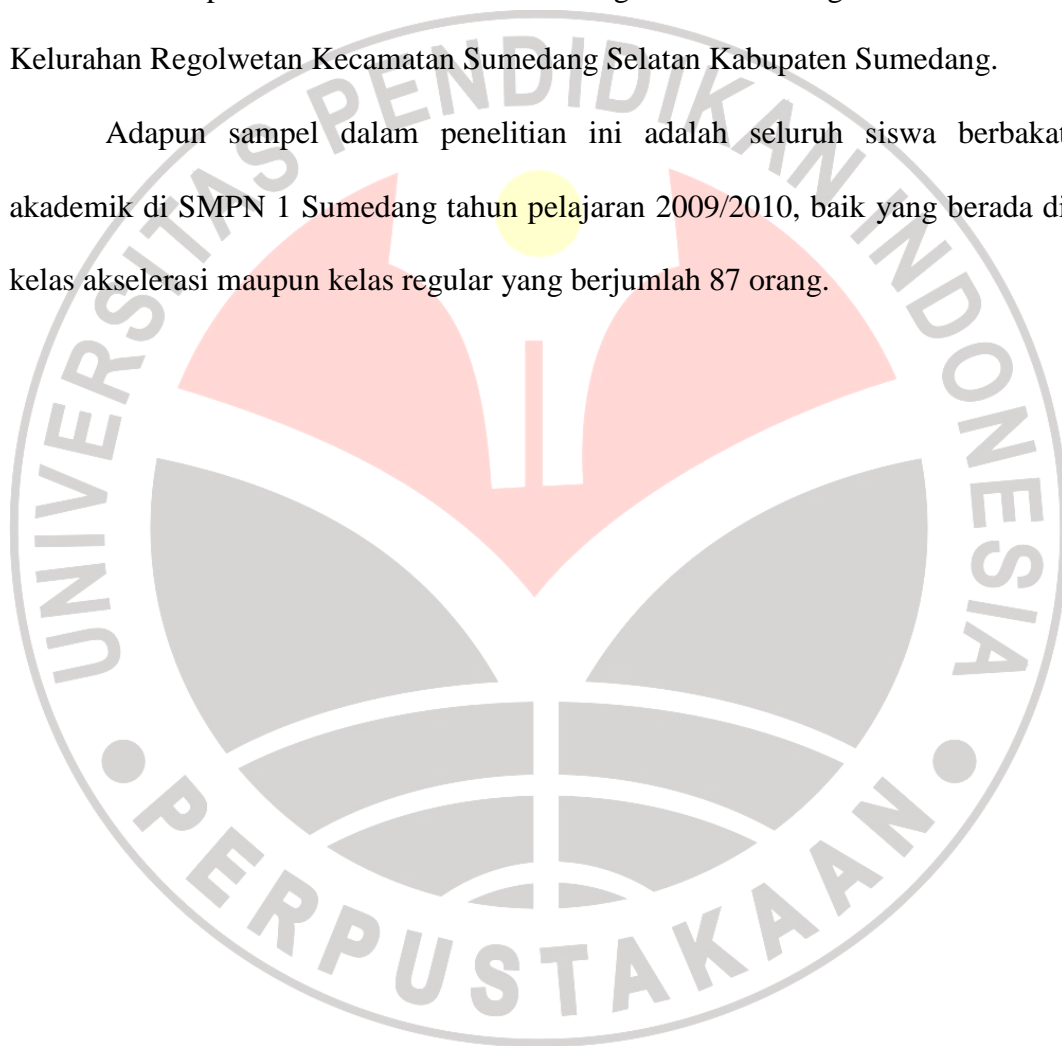 Kelurahan Regolwetan Kecamatan Sumedang Selatan Kabupaten Sumedang.
Adapun sampel dalam penelitian ini adalah seluruh siswa berbakat
akademik di SMPN 1 Sumedang tahun pelajaran 2009/2010, baik yang berada di
kelas akselerasi maupun kelas regular yang berjumlah 87 orang.
UNIVERSITAS PENDIDIKAN INDONESIA
PERPUSTAKAAN